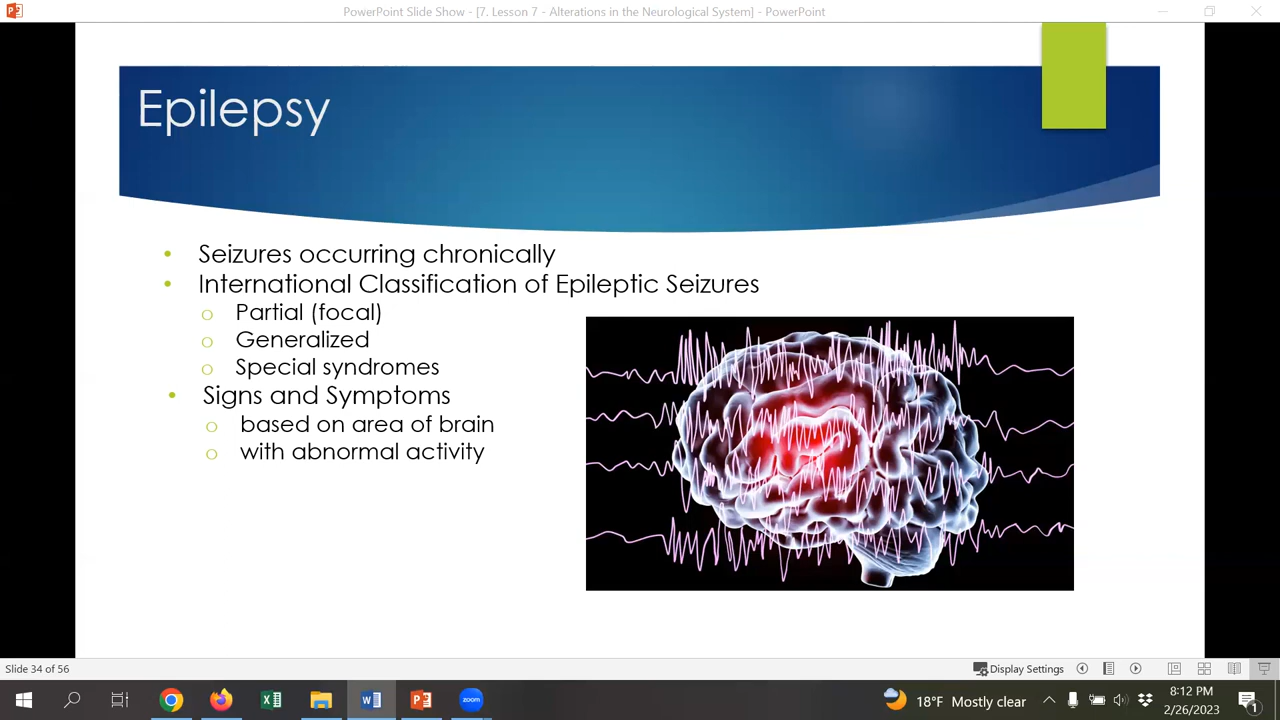 PowerPoint Slide Show - [7. Lesson 7 - Alterations in the Neurological System] - PowerPoint
Epilepsy
• Seizures occurring chronically
• International Classification of Epileptic Seizures
o Partial (focal)
o Generalized
o Special syndromes
• Signs and Symptoms
o based on area of brain
o with abnormal activity
Slide 34 of 56
Display Settings
zoom
18°F Mostly clear
8:12 PM
2/26/2023
1